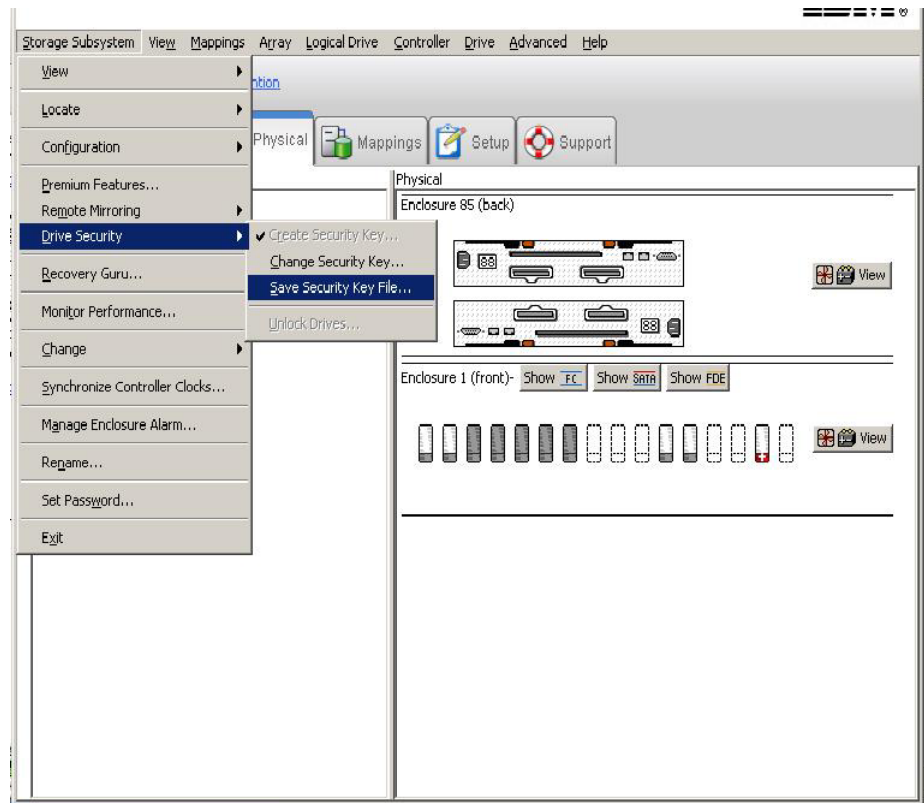 Storage Subsystem View Mappings Array Logical Drive Controller Drive Advanced Help
ntion
Physical Mappings Setup Support
View
Locate
Configuration
Premium Features...
Remote Mirroring
Drive Security
Recovery Guru...
Monitor Performance...
Change
Synchronize Controller Clocks...
Manage Enclosure Alarm...
Rename...
Set Password...
Exit
Create Security Key...
Change Security Key...
Save Security Key File...
Unlock Drives...
Physical
Enclosure 85 (back)
88
View
88
Enclosure 1 (front)- Show FC Show SATA Show FDE
View